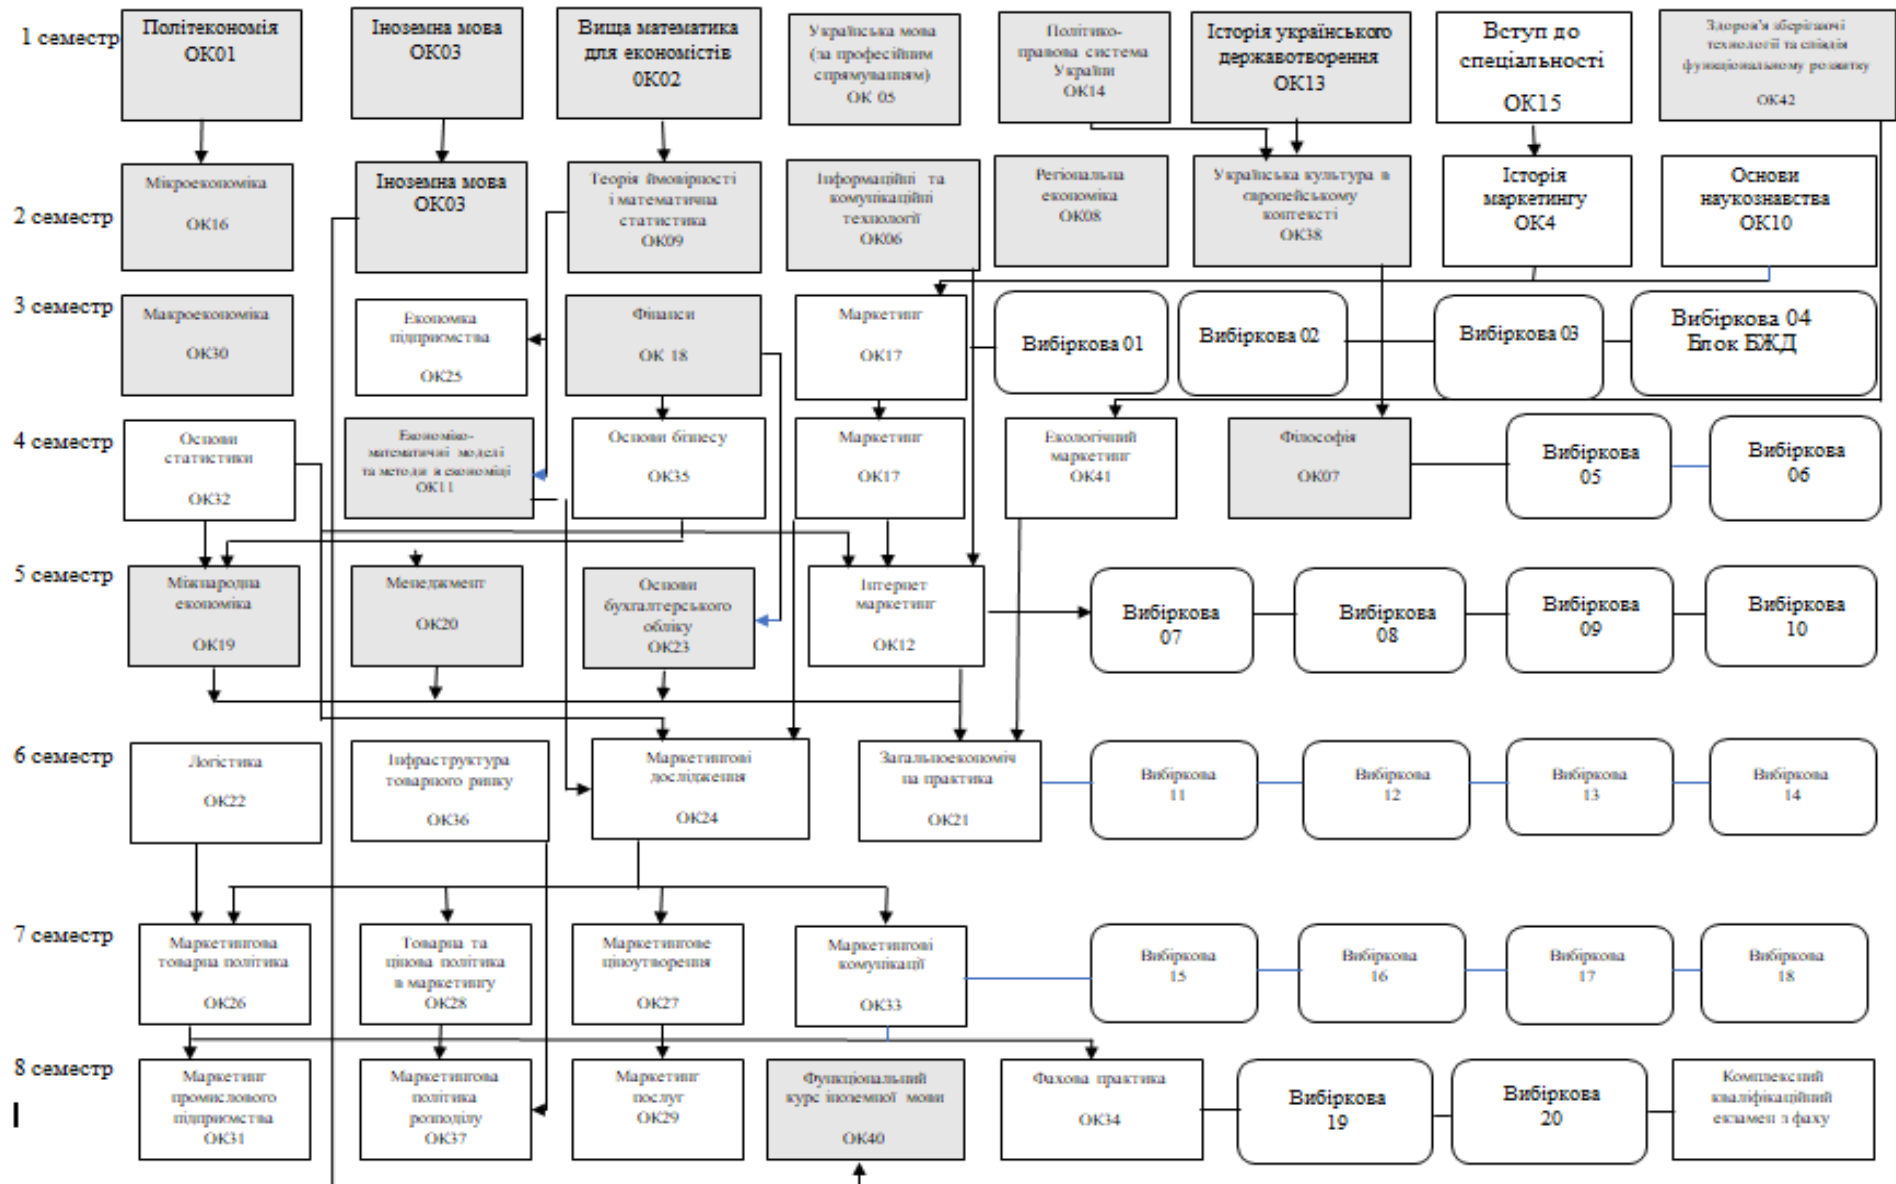 1 семестр
Політекономія
ОК01
Іноземна мова
ОК03
Вища математика
для економістів
0К02
Українська мова
(за професійним
спрямуванням)
ОК 05
Політико-
правова система
України
ОК14
Історія українського
державотворення
ОК13
Вступ до
спеціальності
ОК15
Здоров'я зберігаючі
технології та
функціональному розвитку
ОК42
2 семестр
Мікроекономіка
ОК16
Іноземна мова
ОК03
Теорія ймовірності
і математична
статистика
ОК09
Інформаційні та
комунікаційні
технології
ОК06
Регіональна
економіка
ОК08
Українська культура в
європейському
контексті
ОК38
Історія
маркетингу
ОК4
Основи
наукознавства
ОК10
3 семестр
Макроекономіка
ОК30
Економка
підприємства
ОК25
Фінанси
ОК 18
Маркетинг
ОК17
Вибіркова 01
Вибіркова 02
Вибіркова 03
Вибіркова 04
Блок БЖД
4 семестр
Основи
статистики
ОК32
Економіко-
математичні моделі
та методи в економіці
ОК11
Основи бізнесу
ОК35
Маркетинг
ОК17
Екологічний
маркетинг
ОК41
Філософія
ОК07
Вибіркова
05
Вибіркова
06
5 семестр
Міжнародна
економіка
ОК19
Менеджмент
ОК20
Основи
бухгалтерського
обліку
ОК23
Інтернет
маркетинг
ОК12
Вибіркова
07
Вибіркова
08
Вибіркова
09
Вибіркова
10
6 семестр
Логістика
ОК22
Інфраструктура
товарного ринку
ОК36
Маркетингові
дослідження
ОК24
Загальноекономіч
на практика
ОК21
Вибіркова
11
Вибіркова
12
Вибіркова
13
Вибіркова
14
7 семестр
Маркетингова
товарна політика
ОК26
Товарна та
цінова політика
в маркетингу
ОК28
Маркетингове
ціноутворення
ОК27
Маркетингові
комунікації
ОК33
Вибіркова
15
Вибіркова
16
Вибіркова
17
Вибіркова
18
8 семестр
Маркетинг
промислового
підприємства
ОК31
Маркетингова
політика
розподілу
ОК37
Маркетинг
послуг
ОК29
Функціональний
курс іноземної мови
ОК40
Фахова практика
ОК34
Вибіркова
19
Вибіркова
20
Комплексний
кваліфікаційний
екзамен з фаху